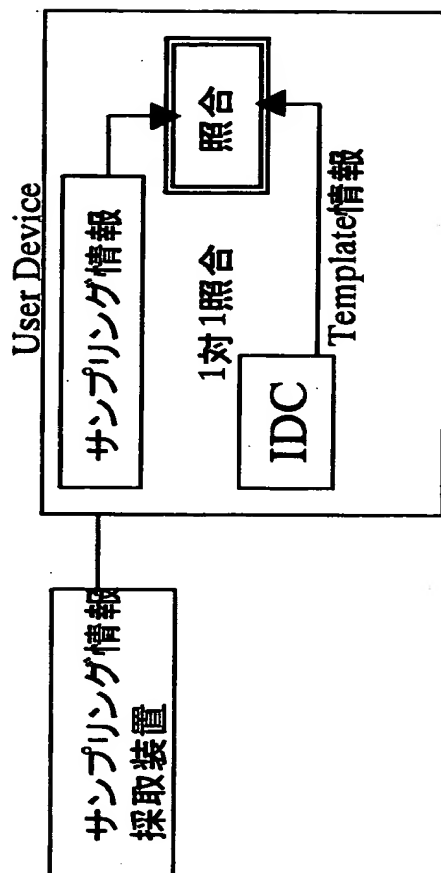 User Device
サンプリング情報
採取装置
サンプリング情報
照合
1対1照合
IDC
Template情報